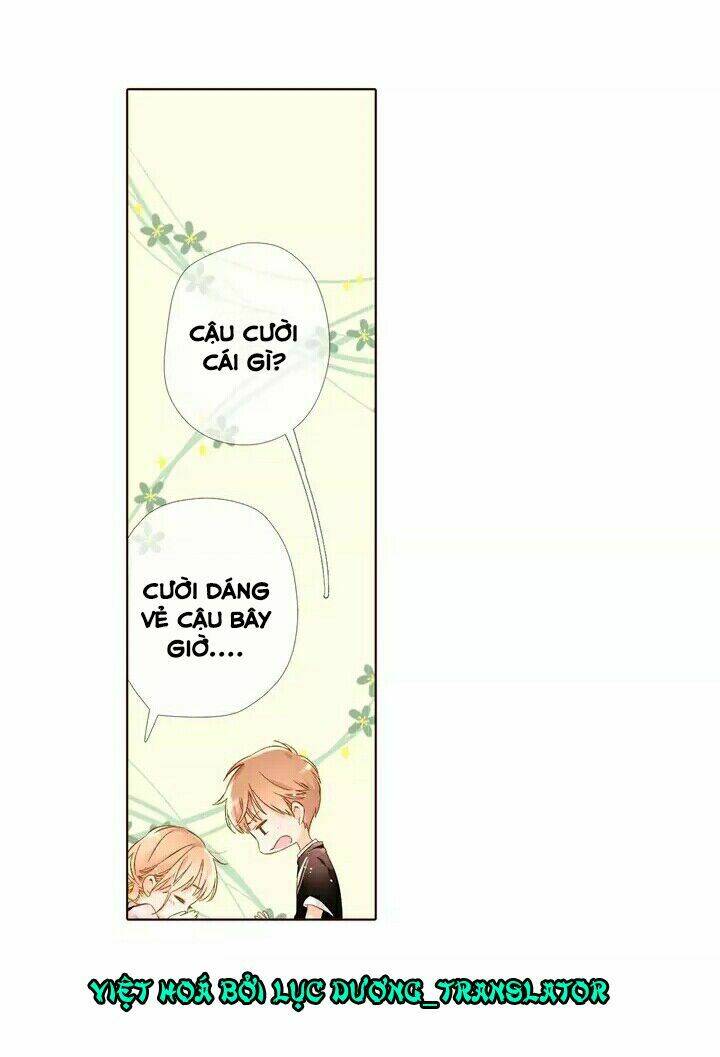 CẬU CƯỜI
CÁI GÌ?
CƯỜI DÁNG
VẺ CẬU BÂY
GIỜ....
VIỆT HOÁ BỞI LỤC DƯƠNG_TRANSLATOR